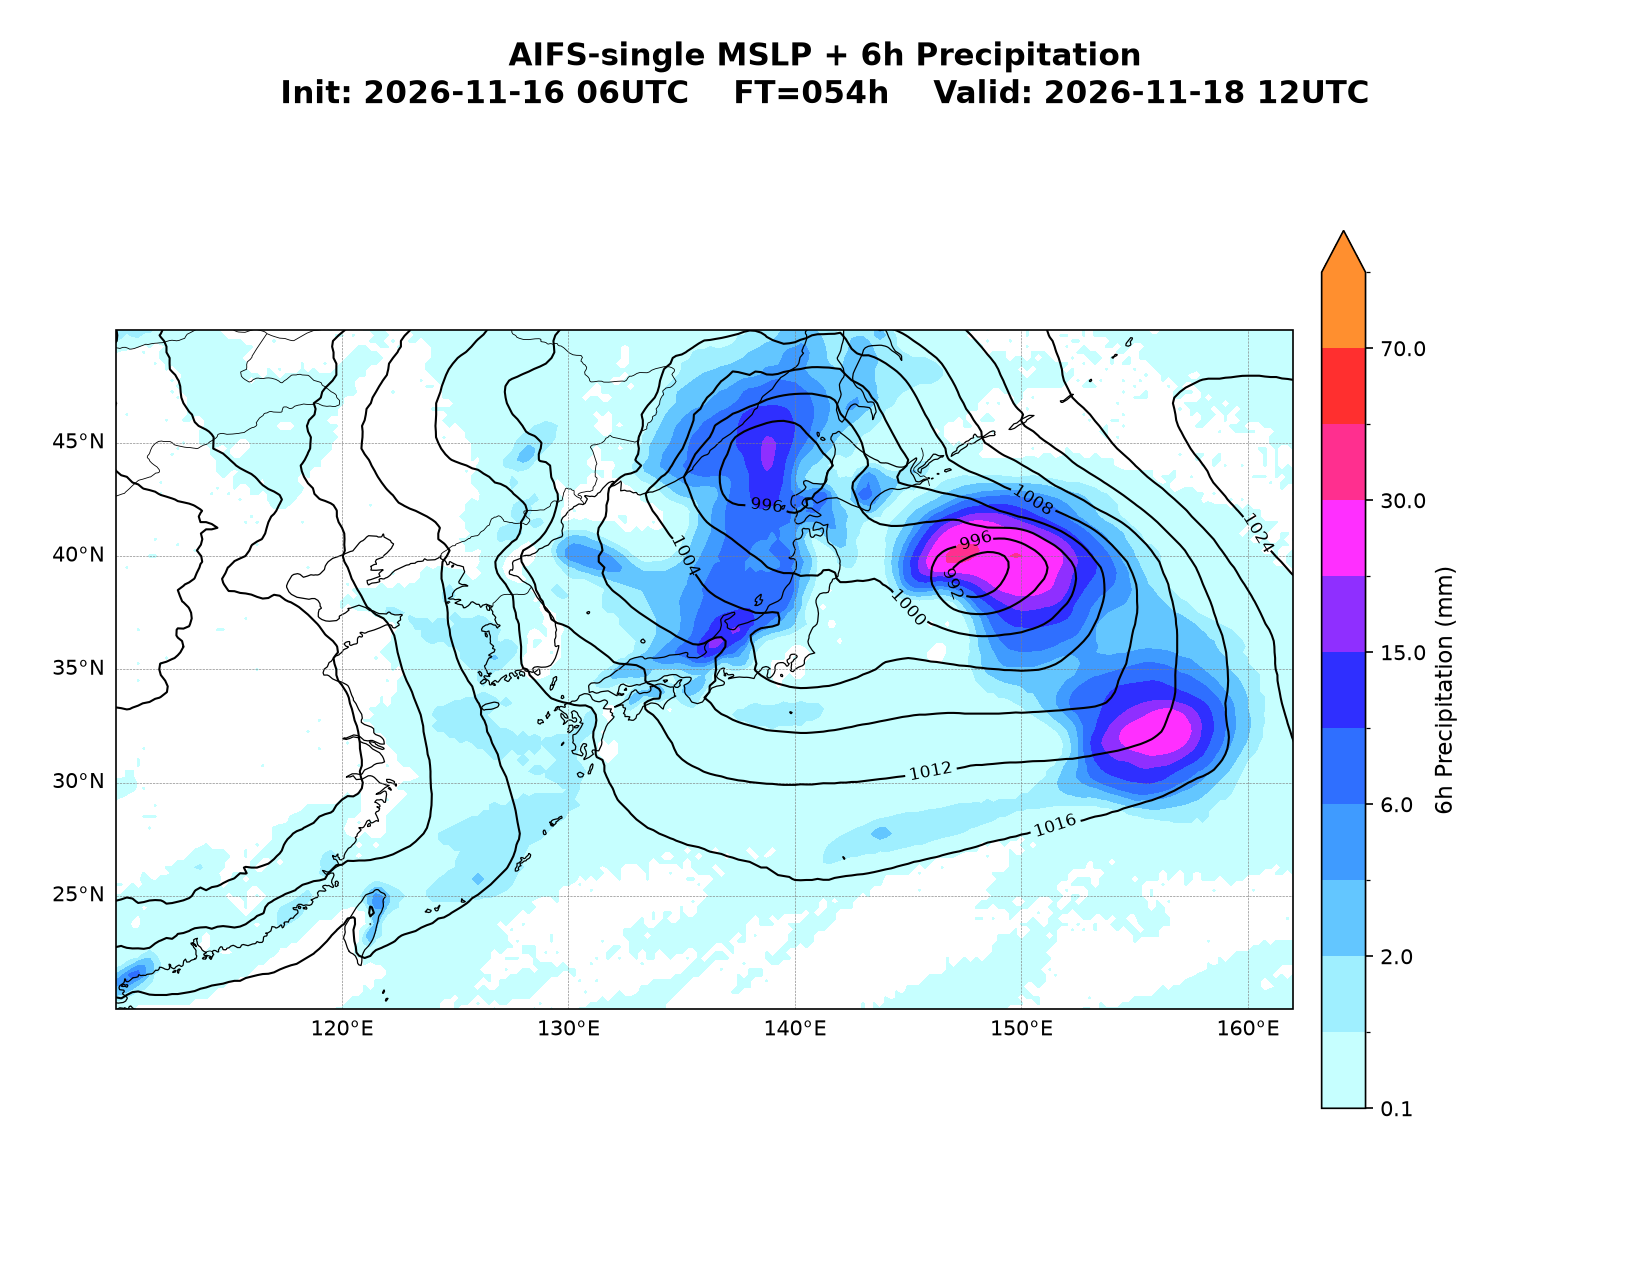 AIFS-single MSLP + 6h Precipitation
Init: 2026-11-16 06UTC    FT=054h    Valid: 2026-11-18 12UTC
45°N
40°N
35°N
30°N
25°N
120°E
130°E
140°E
150°E
160°E
996
1004
1008
996
992
1000
1024
1012
1016
70.0
30.0
15.0
6.0
2.0
0.1
6h Precipitation (mm)